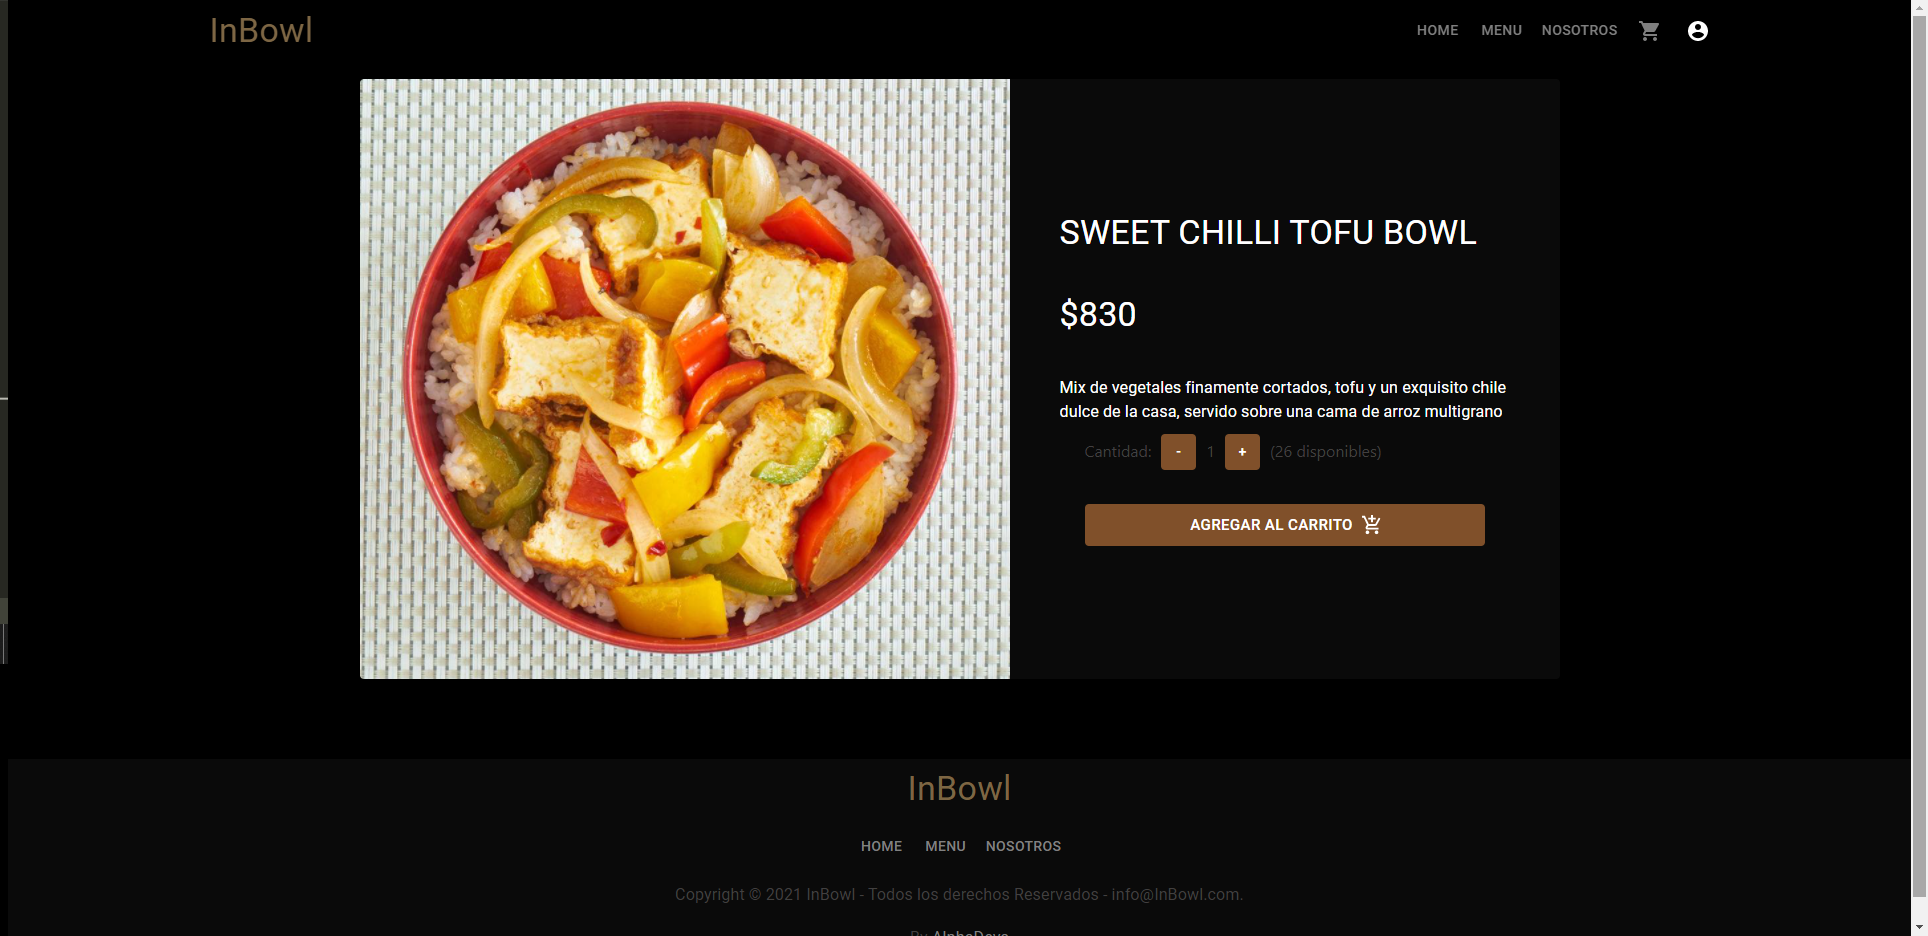 InBowl
HOME MENU NOSOTROS
SWEET CHILLI TOFU BOWL
$830
Mix de vegetales finamente cortados, tofu y un exquisito chile
dulce de la casa, servido sobre una cama de arroz multigrano
Cantidad: - 1 + (26 disponibles)
AGREGAR AL CARRITO
InBowl
HOME MENU NOSOTROS
Copyright © 2021 InBowl - Todos los derechos Reservados - info@InBowl.com.
By AlphaDevs